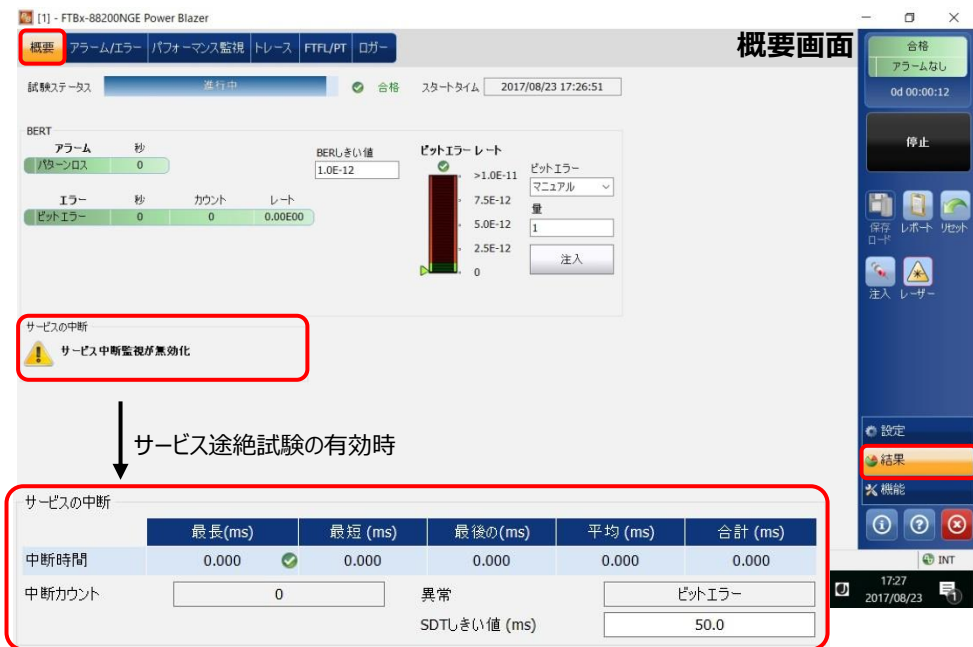 [1] - FTBx-88200NGE Power Blazer
概要 アラーム/エラー パフォーマンス監視 トレース FTFL/PT ロガー
概要画面
試験ステータス 進行中 合格 スタートタイム 2017/08/23 17:26:51
BERT
アラーム 秒
パターンロス 0
エラー 秒 カウント レート
ビットエラー 0 0 0.00E00
BERしきい値
1.0E-12
ビットエラーレート
>1.0E-11
7.5E-12
5.0E-12
2.5E-12
0
ビットエラー
マニュアル
量
1
注入
サービスの中断
サービス中断監視が無効化
サービス途絶試験の有効時
サービスの中断
最長(ms) 最短 (ms) 最後の(ms) 平均 (ms) 合計 (ms)
中断時間 0.000 0.000 0.000 0.000 0.000
中断カウント 0 異常 ビットエラー
SDTしきい値 (ms) 50.0
合格
アラームなし
0d 00:00:12
停止
保存 レポート リセット
ロード
注入 レーザー
設定
結果
機能
INT
17:27
2017/08/23
1